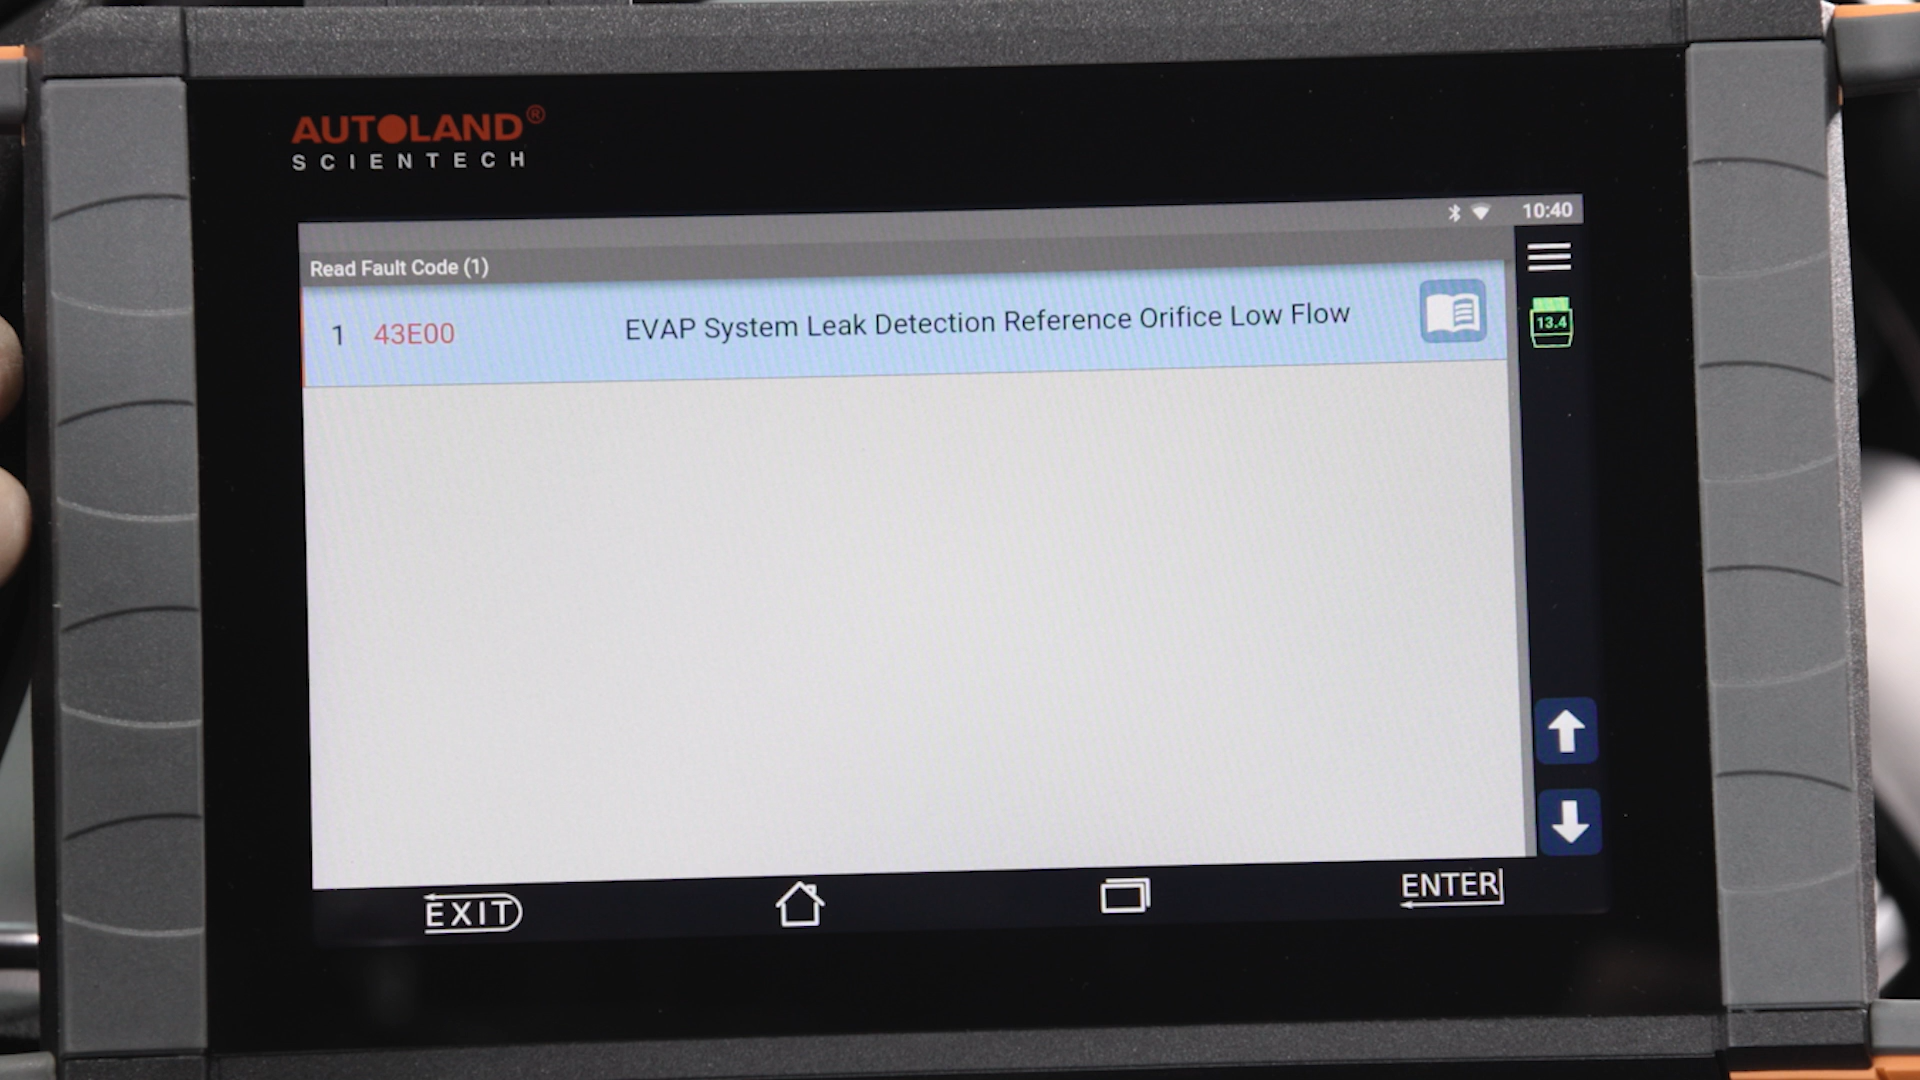 AUTOLAND®
SCIENTECH
10:40
Read Fault Code (1)
1 43E00 EVAP System Leak Detection Reference Orifice Low Flow
13.4
EXIT
ENTER